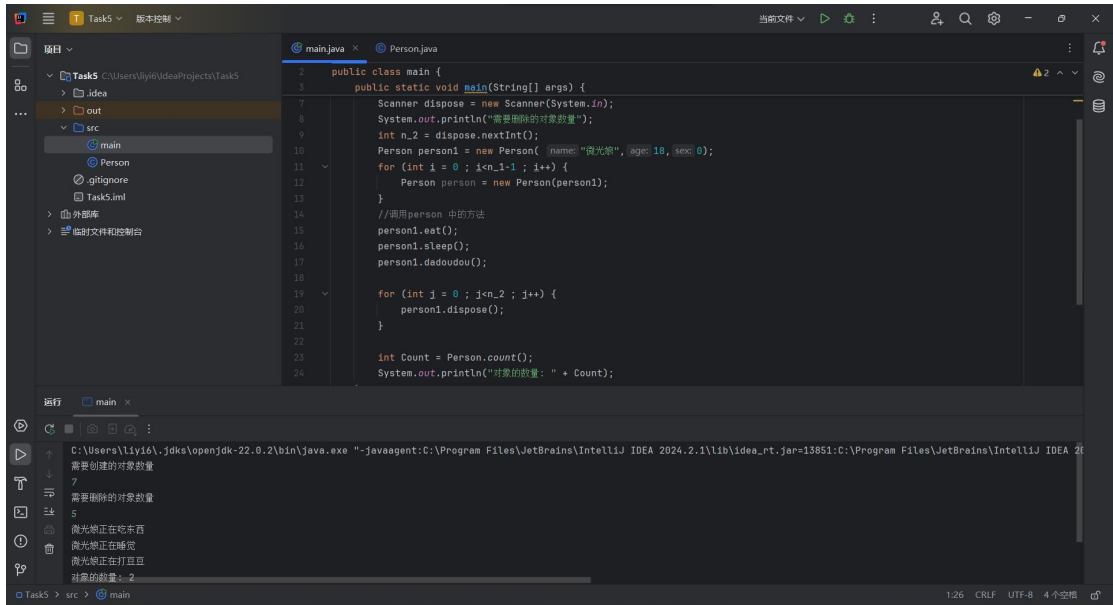 T Task5 版本控制 当前文件
项目
main.java Person.java
Task5 C:\Users\liyi6\IdeaProjects\Task5
.idea
out
src
main
Person
.gitignore
Task5.iml
外部库
临时文件和控制台
2 public class main {
3 public static void main(String[] args) {
7 Scanner dispose = new Scanner(System.in);
8 System.out.println("需要删除的对象数量");
9 int n_2 = dispose.nextInt();
10 Person person1 = new Person( name: "微光娘", age: 18, sex: 0);
11 for (int i = 0 ; i<n_1-1 ; i++) {
12 Person person = new Person(person1);
13 }
14 //调用person 中的方法
15 person1.eat();
16 person1.sleep();
17 person1.dadoudou();
18
19 for (int j = 0 ; j<n_2 ; j++) {
20 person1.dispose();
21 }
22
23 int Count = Person.count();
24 System.out.println("对象的数量: " + Count);
2
运行 main
C:\Users\liyi6\.jdks\openjdk-22.0.2\bin\java.exe "-javaagent:C:\Program Files\JetBrains\IntelliJ IDEA 2024.2.1\lib\idea_rt.jar=13851:C:\Program Files\JetBrains\IntelliJ IDEA 20
需要创建的对象数量
7
需要删除的对象数量
5
微光娘正在吃东西
微光娘正在睡觉
微光娘正在打豆豆
对象的数量: 2
Task5 > src > main 1:26 CRLF UTF-8 4个空格